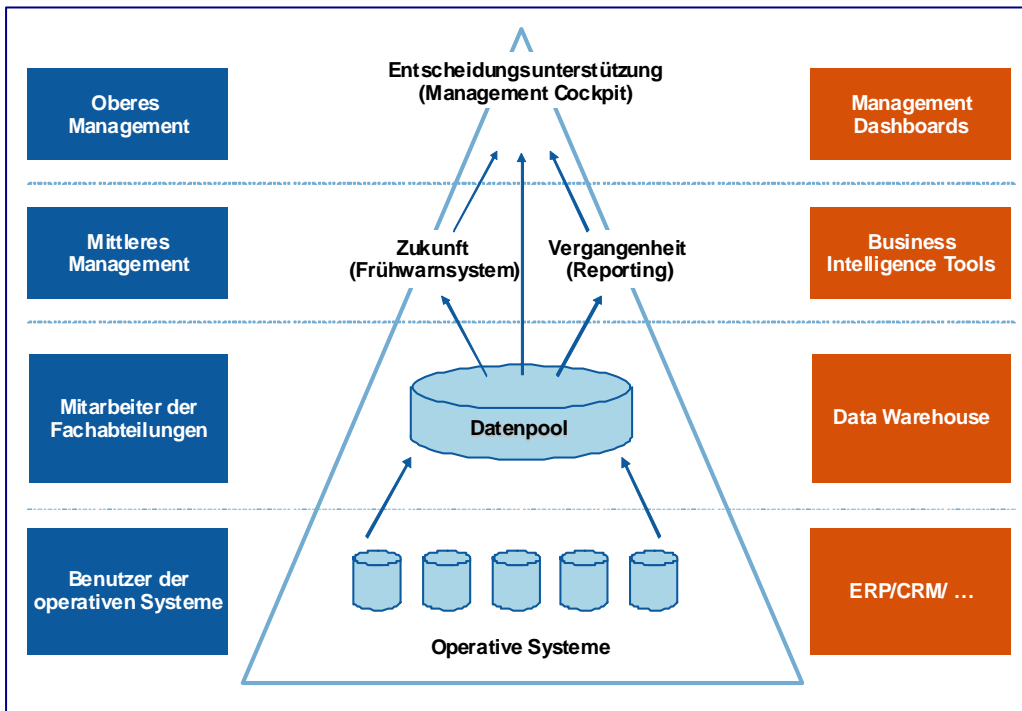 Entscheidungsunterstützung
(Management Cockpit)
Oberes
Management
Management
Dashboards
Mittleres
Management
Zukunft
(Frühwarnsystem)
Vergangenheit
(Reporting)
Business
Intelligence Tools
Mitarbeiter der
Fachabteilungen
Datenpool
Data Warehouse
Benutzer der
operativen Systeme
Operative Systeme
ERP/CRM/ …